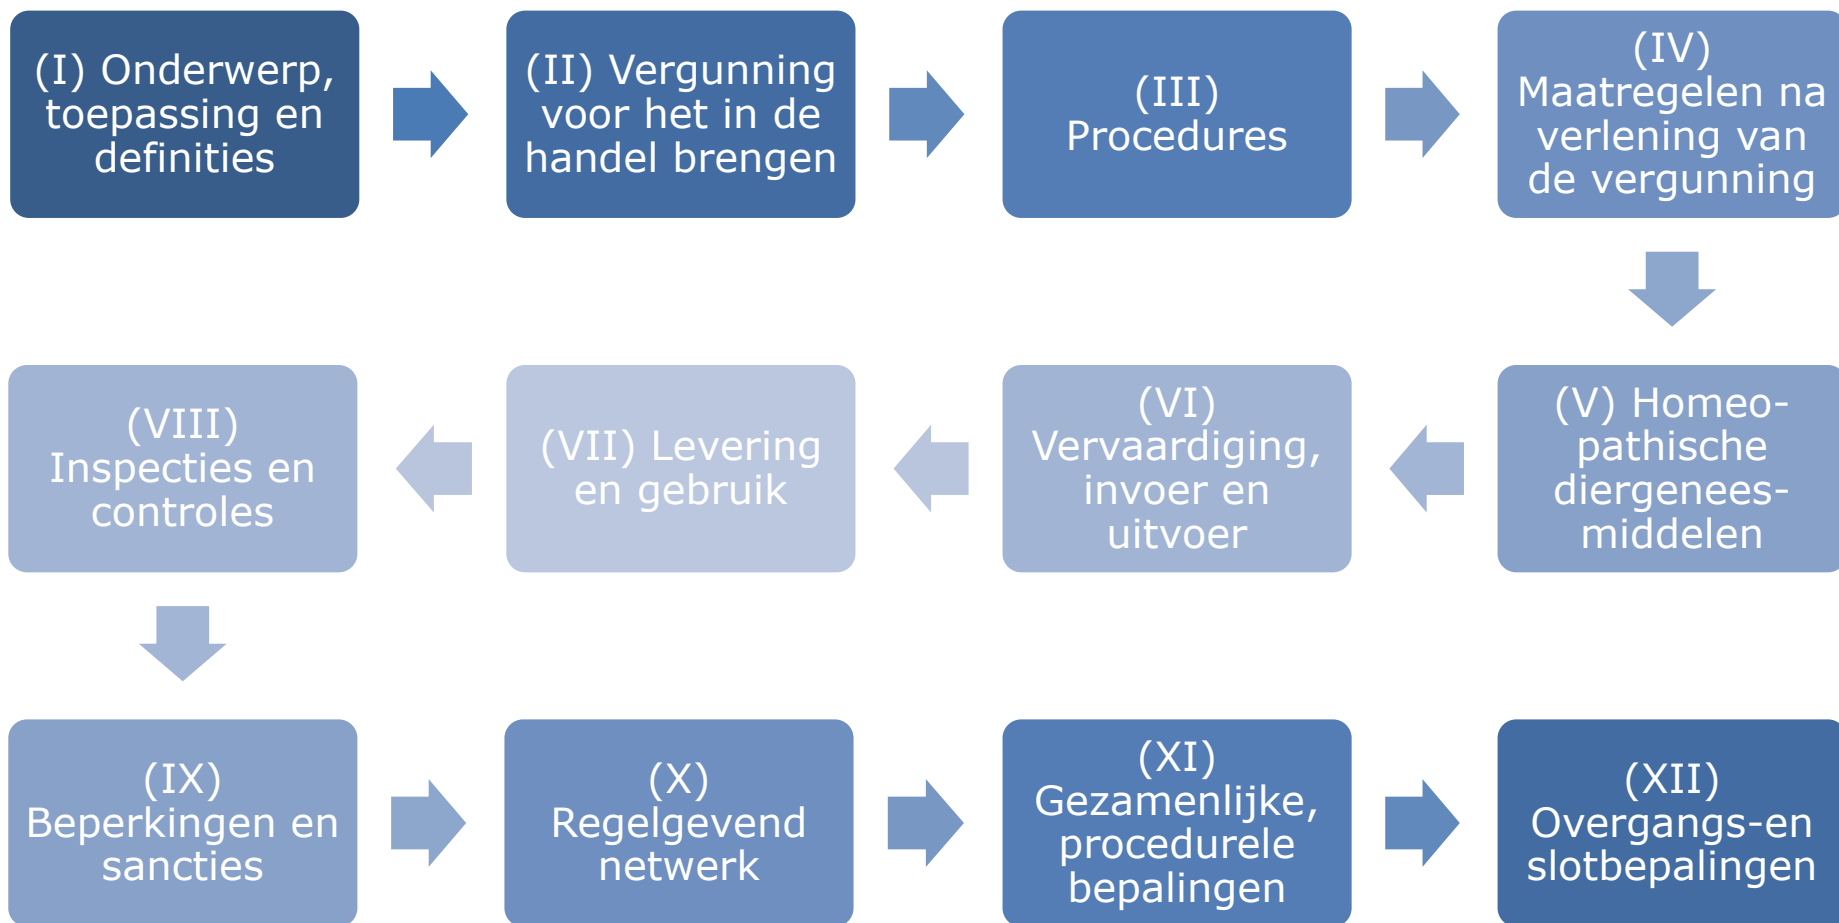 (I) Onderwerp,
toepassing en
definities
(II) Vergunning
voor het in de
handel brengen
(III)
Procedures
(IV)
Maatregelen na
verlening van
de vergunning
(V) Homeo-
pathische
diergenees-
middelen
(VI)
Vervaardiging,
invoer en
uitvoer
(VII) Levering
en gebruik
(VIII)
Inspecties en
controles
(IX)
Beperkingen en
sancties
(X)
Regelgevend
netwerk
(XI)
Gezamenlijke,
procedurele
bepalingen
(XII)
Overgangs-en
slotbepalingen